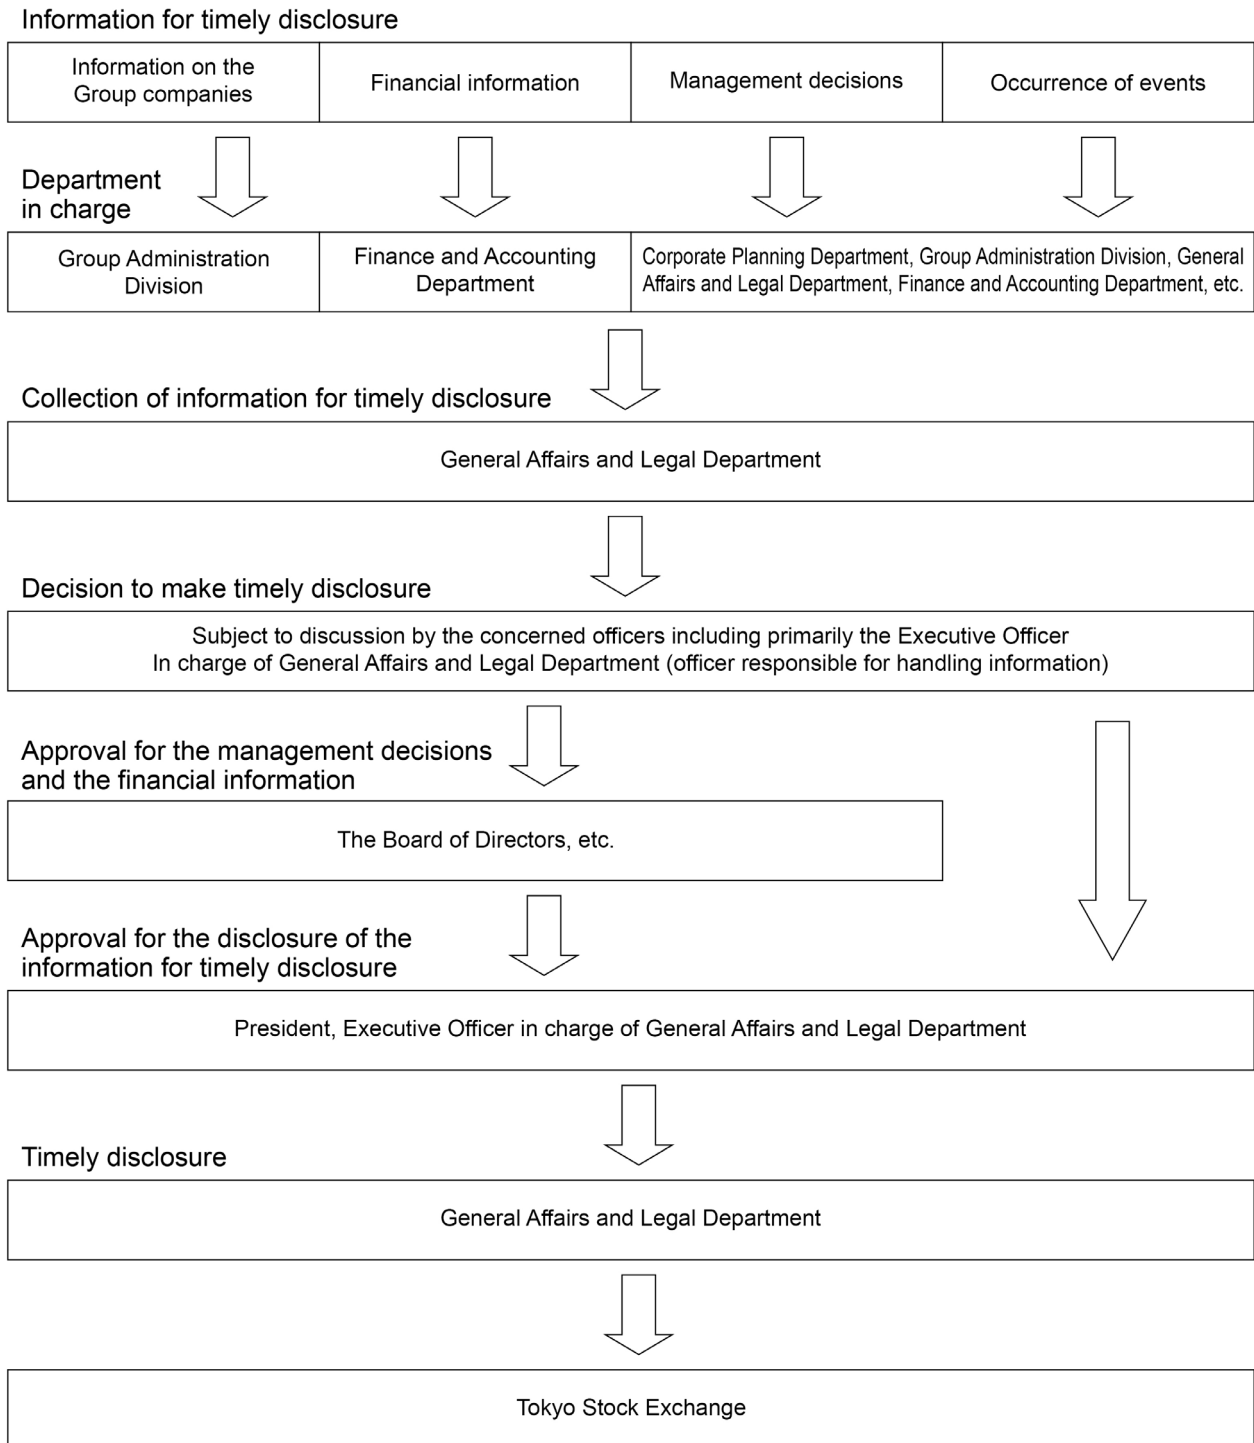 Information for timely disclosure
Information on the
Group companies
Financial information
Management decisions
Occurrence of events
Department
in charge
Group Administration
Division
Finance and Accounting
Department
Corporate Planning Department, Group Administration Division, General
Affairs and Legal Department, Finance and Accounting Department, etc.
Collection of information for timely disclosure
General Affairs and Legal Department
Decision to make timely disclosure
Subject to discussion by the concerned officers including primarily the Executive Officer
In charge of General Affairs and Legal Department (officer responsible for handling information)
Approval for the management decisions
and the financial information
The Board of Directors, etc.
Approval for the disclosure of the
information for timely disclosure
President, Executive Officer in charge of General Affairs and Legal Department
Timely disclosure
General Affairs and Legal Department
Tokyo Stock Exchange